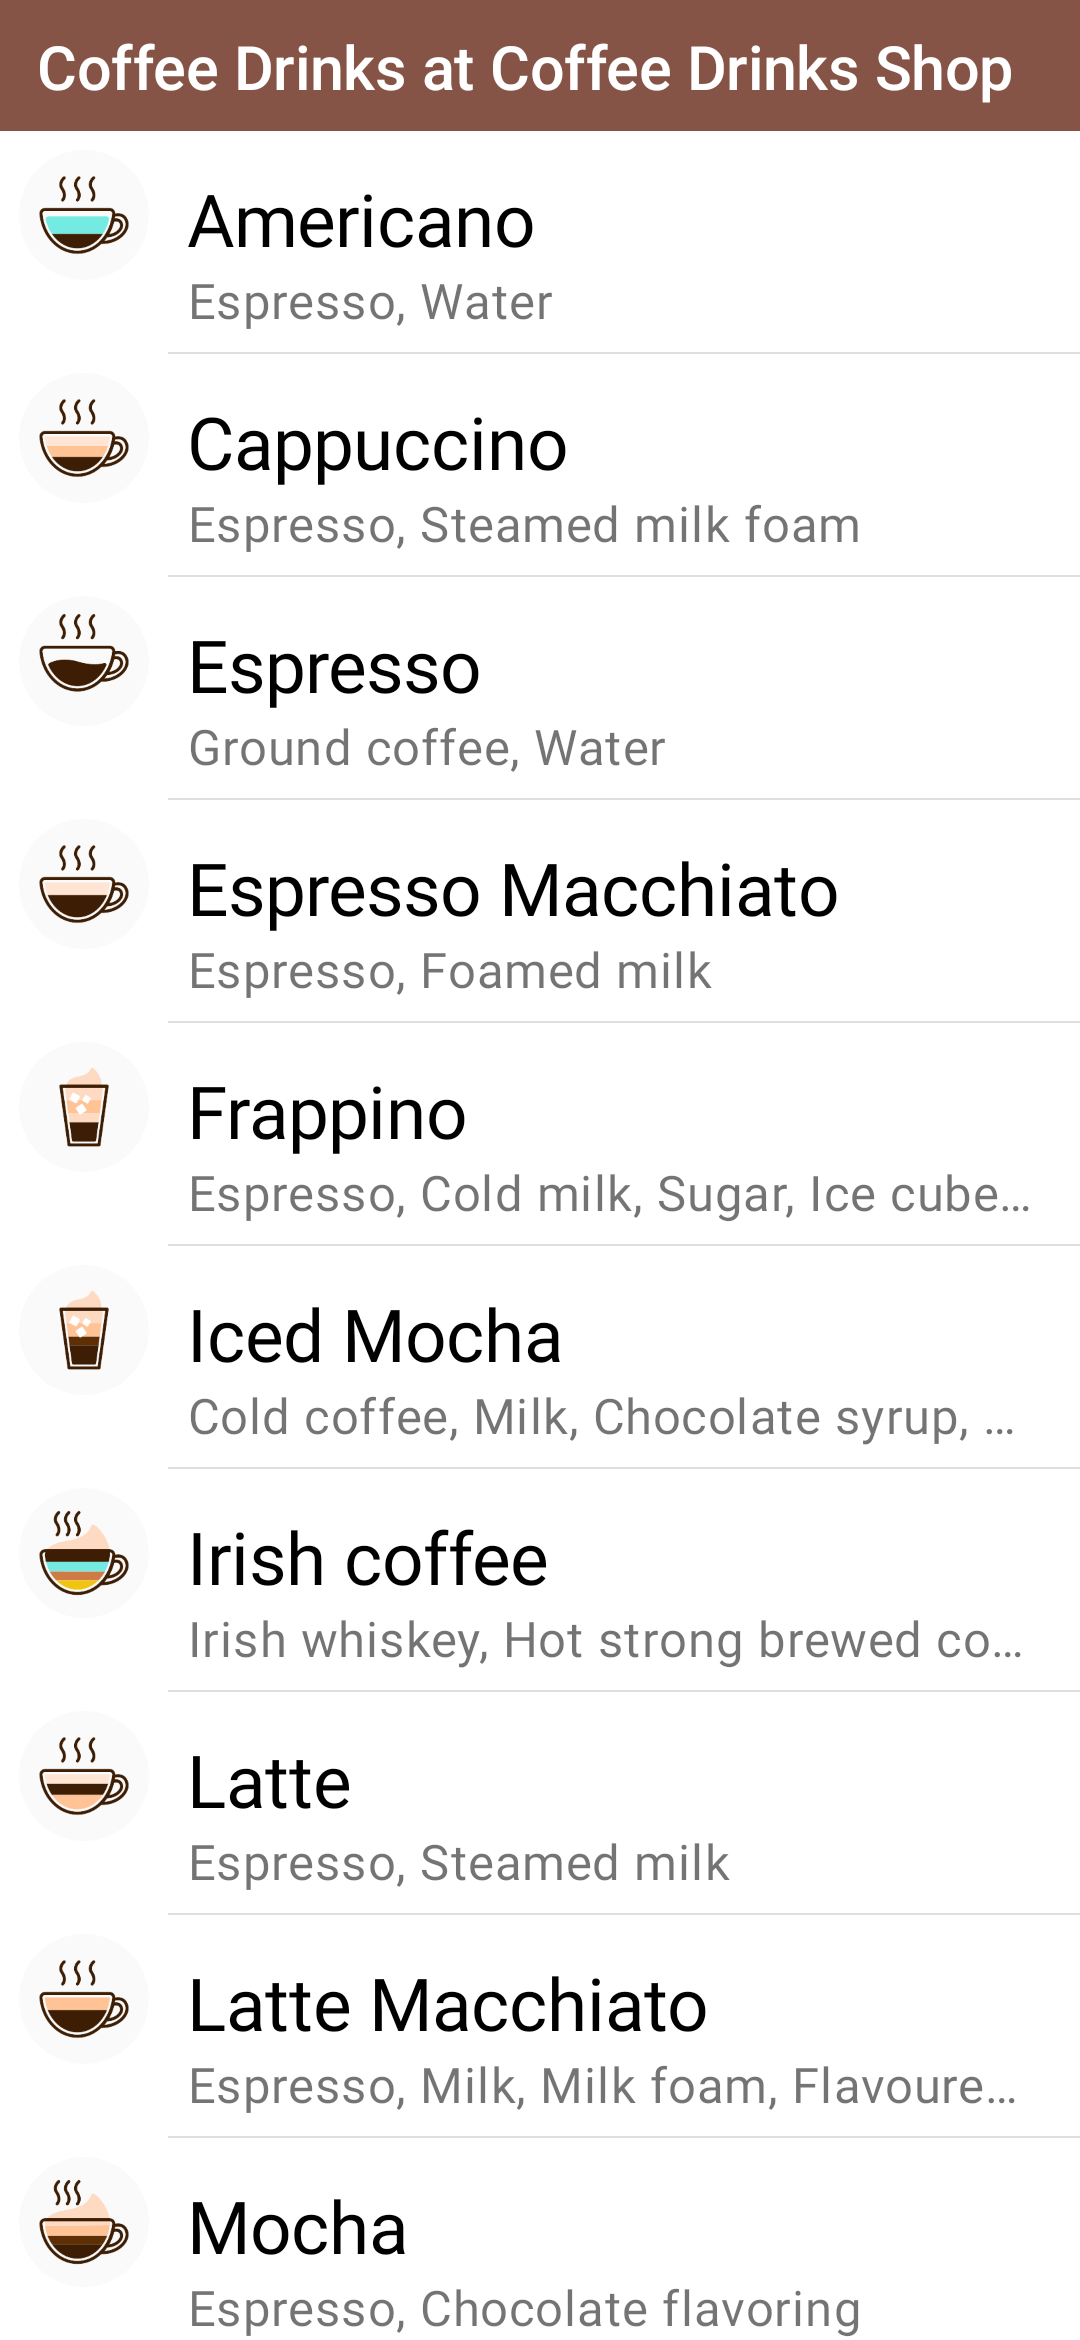 Coffee Drinks at Coffee Drinks Shop
Americano
Espresso, Water
Cappuccino
Espresso, Steamed milk foam
Espresso
Ground coffee, Water
Espresso Macchiato
Espresso, Foamed milk
Frappino
Espresso, Cold milk, Sugar, Ice cube…
Iced Mocha
Cold coffee, Milk, Chocolate syrup, …
Irish coffee
Irish whiskey, Hot strong brewed co…
Latte
Espresso, Steamed milk
Latte Macchiato
Espresso, Milk, Milk foam, Flavoure…
Mocha
Espresso, Chocolate flavoring